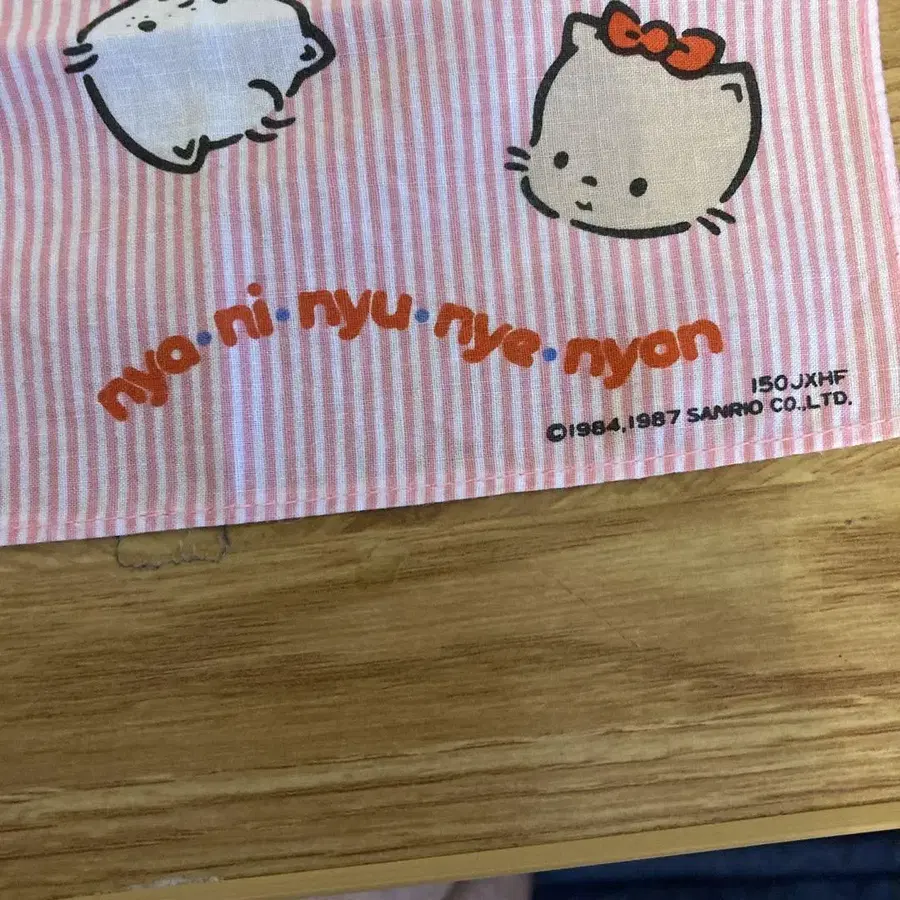 nya·ni·nyu·nye·nyon
150JXHF
©1984,1987 SANRIO CO.,LTD.